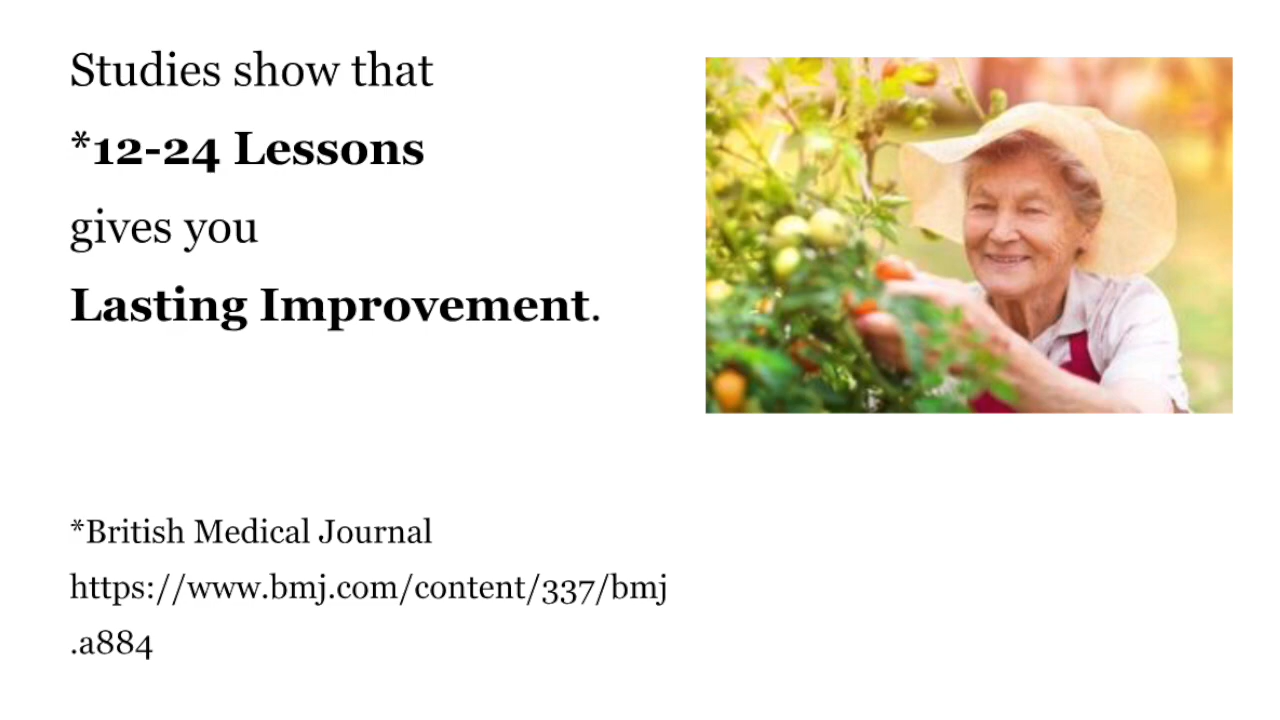 Studies show that
*12-24 Lessons
gives you
Lasting Improvement.
*British Medical Journal
https://www.bmj.com/content/337/bmj
.a884